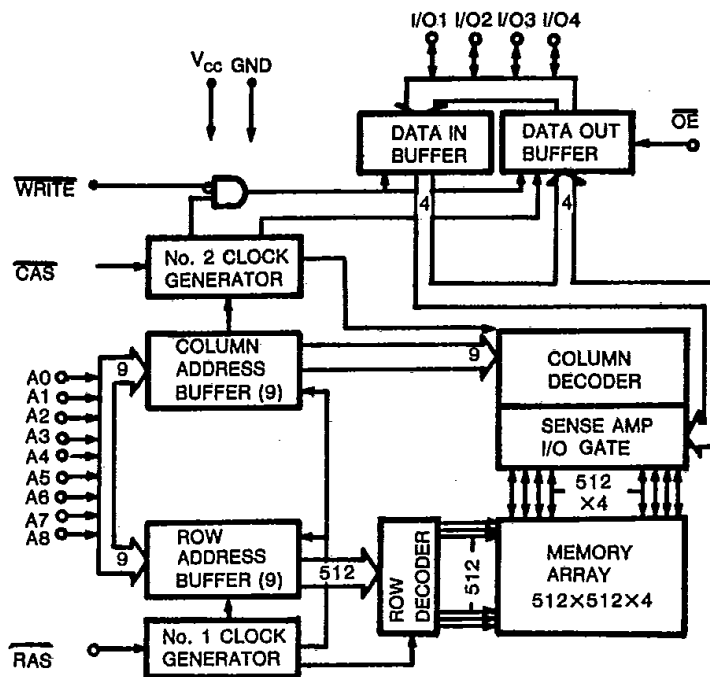 I/O1 I/O2 I/O3 I/O4
VCC GND
DATA IN
BUFFER
DATA OUT
BUFFER
OE
WRITE
4
4
CAS
No. 2 CLOCK
GENERATOR
9
COLUMN
ADDRESS
BUFFER (9)
9
COLUMN
DECODER
SENSE AMP
I/O GATE
A0
A1
A2
A3
A4
A5
A6
A7
A8
512
×4
9
ROW
ADDRESS
BUFFER (9)
512
ROW
DECODER
512
MEMORY
ARRAY
512×512×4
RAS
No. 1 CLOCK
GENERATOR